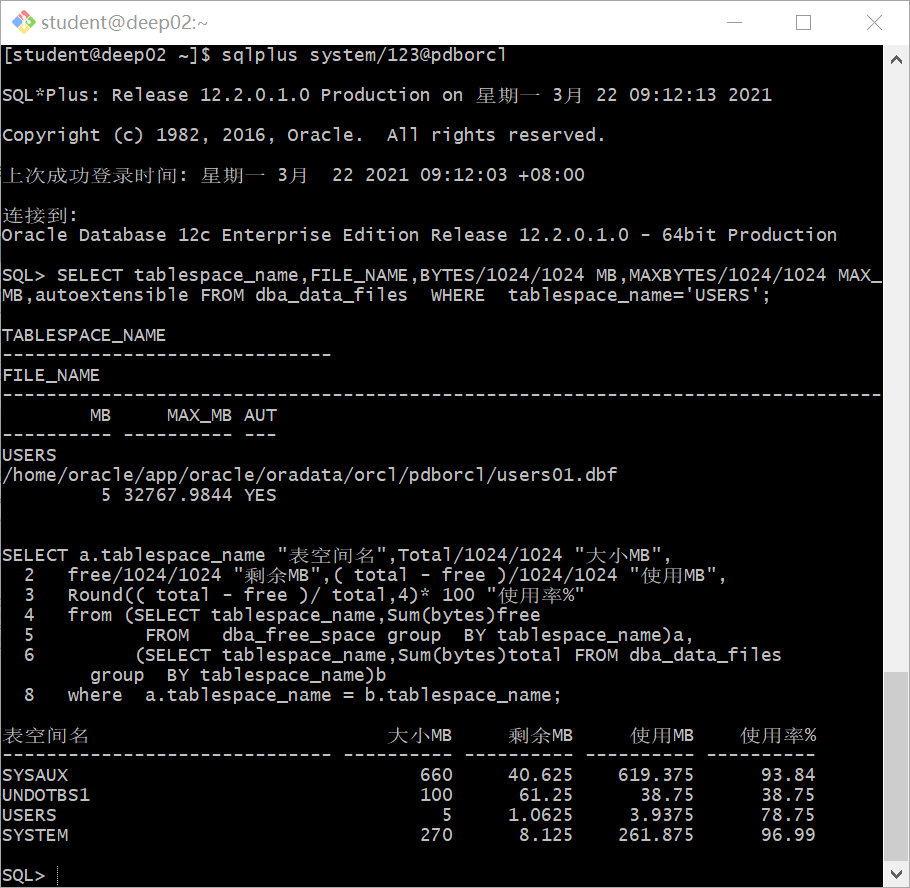 student@deep02:~
[student@deep02 ~]$ sqlplus system/123@pdborcl
SQL*Plus: Release 12.2.0.1.0 Production on 星期一 3月 22 09:12:13 2021
Copyright (c) 1982, 2016, Oracle.  All rights reserved.
上次成功登录时间: 星期一 3月  22 2021 09:12:03 +08:00
连接到:
Oracle Database 12c Enterprise Edition Release 12.2.0.1.0 - 64bit Production
SQL> SELECT tablespace_name,FILE_NAME,BYTES/1024/1024 MB,MAXBYTES/1024/1024 MAX_
MB,autoextensible FROM dba_data_files  WHERE  tablespace_name='USERS';
TABLESPACE_NAME
------------------------------
FILE_NAME
--------------------------------------------------------------------------------
        MB     MAX_MB AUT
---------- ---------- ---
USERS
/home/oracle/app/oracle/oradata/orcl/pdborcl/users01.dbf
         5 32767.9844 YES
SELECT a.tablespace_name "表空间名",Total/1024/1024 "大小MB",
  2   free/1024/1024 "剩余MB",( total - free )/1024/1024 "使用MB",
  3   Round(( total - free )/ total,4)* 100 "使用率%"
  4   from (SELECT tablespace_name,Sum(bytes)free
  5          FROM   dba_free_space group  BY tablespace_name)a,
  6         (SELECT tablespace_name,Sum(bytes)total FROM dba_data_files
        group  BY tablespace_name)b
  8   where  a.tablespace_name = b.tablespace_name;
表空间名                           大小MB     剩余MB     使用MB    使用率%
------------------------------ ---------- ---------- ---------- ----------
SYSAUX                                660     40.625    619.375      93.84
UNDOTBS1                              100      61.25      38.75      38.75
USERS                                   5     1.0625     3.9375      78.75
SYSTEM                                270      8.125    261.875      96.99
SQL>